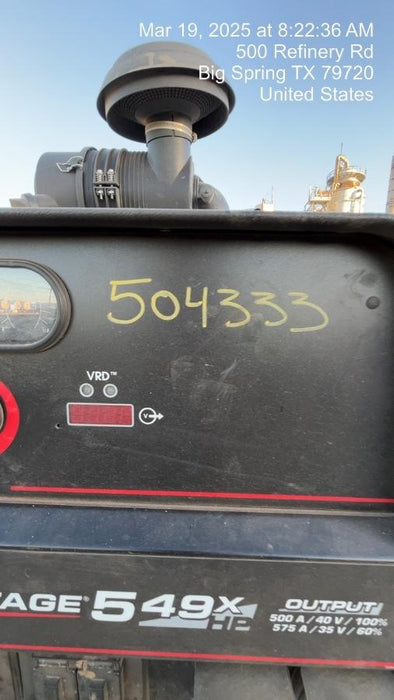 Mar 19, 2025 at 8:22:36 AM
500 Refinery Rd
Big Spring TX 79720
United States
504333
VRD™
V
TAGE® 549X
HP
OUTPUT
500 A / 40 V / 100%
575 A / 35 V / 60%